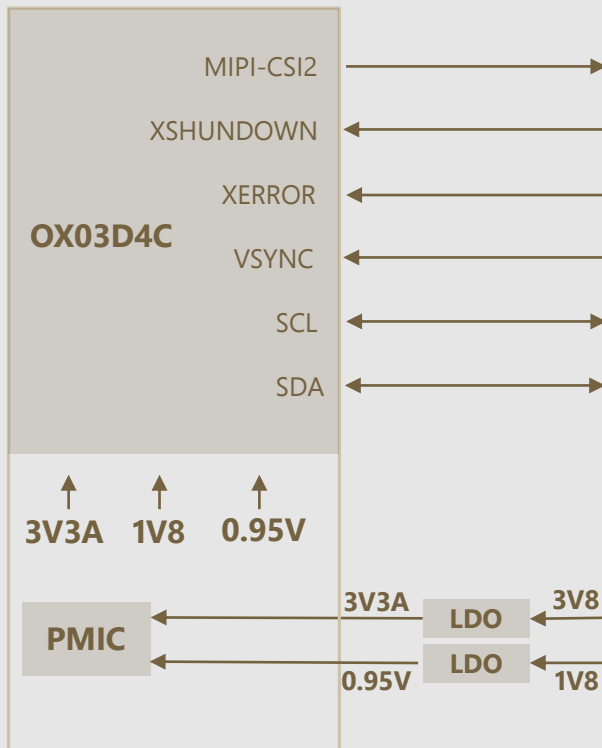 MIPI-CSI2
XSHUNDOWN
XERROR
OX03D4C
VSYNC
SCL
SDA
3V3A 1V8 0.95V
3V3A LDO 3V8
PMIC
0.95V LDO 1V8